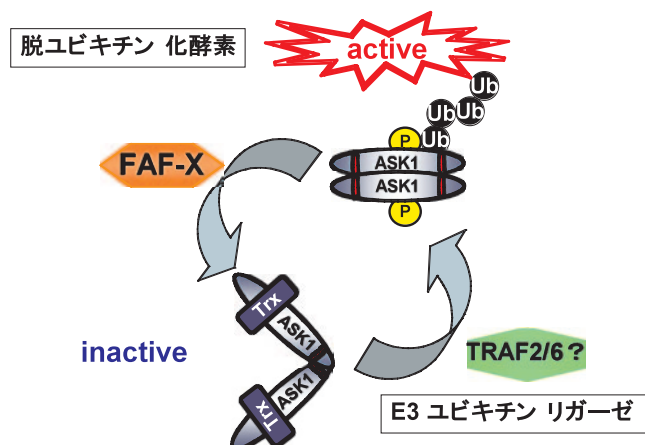 脱ユビキチン 化酵素
active
Ub
Ub
Ub
Ub
P
ASK1
ASK1
P
FAF-X
Trx
ASK1
inactive
TRAF2/6?
ASK1
Trx
E3 ユビキチン リガーゼ